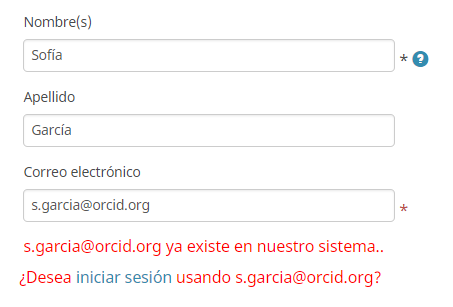 Nombre(s)
Sofía
* ?
Apellido
García
Correo electrónico
s.garcia@orcid.org
*
s.garcia@orcid.org ya existe en nuestro sistema..
¿Desea iniciar sesión usando s.garcia@orcid.org?